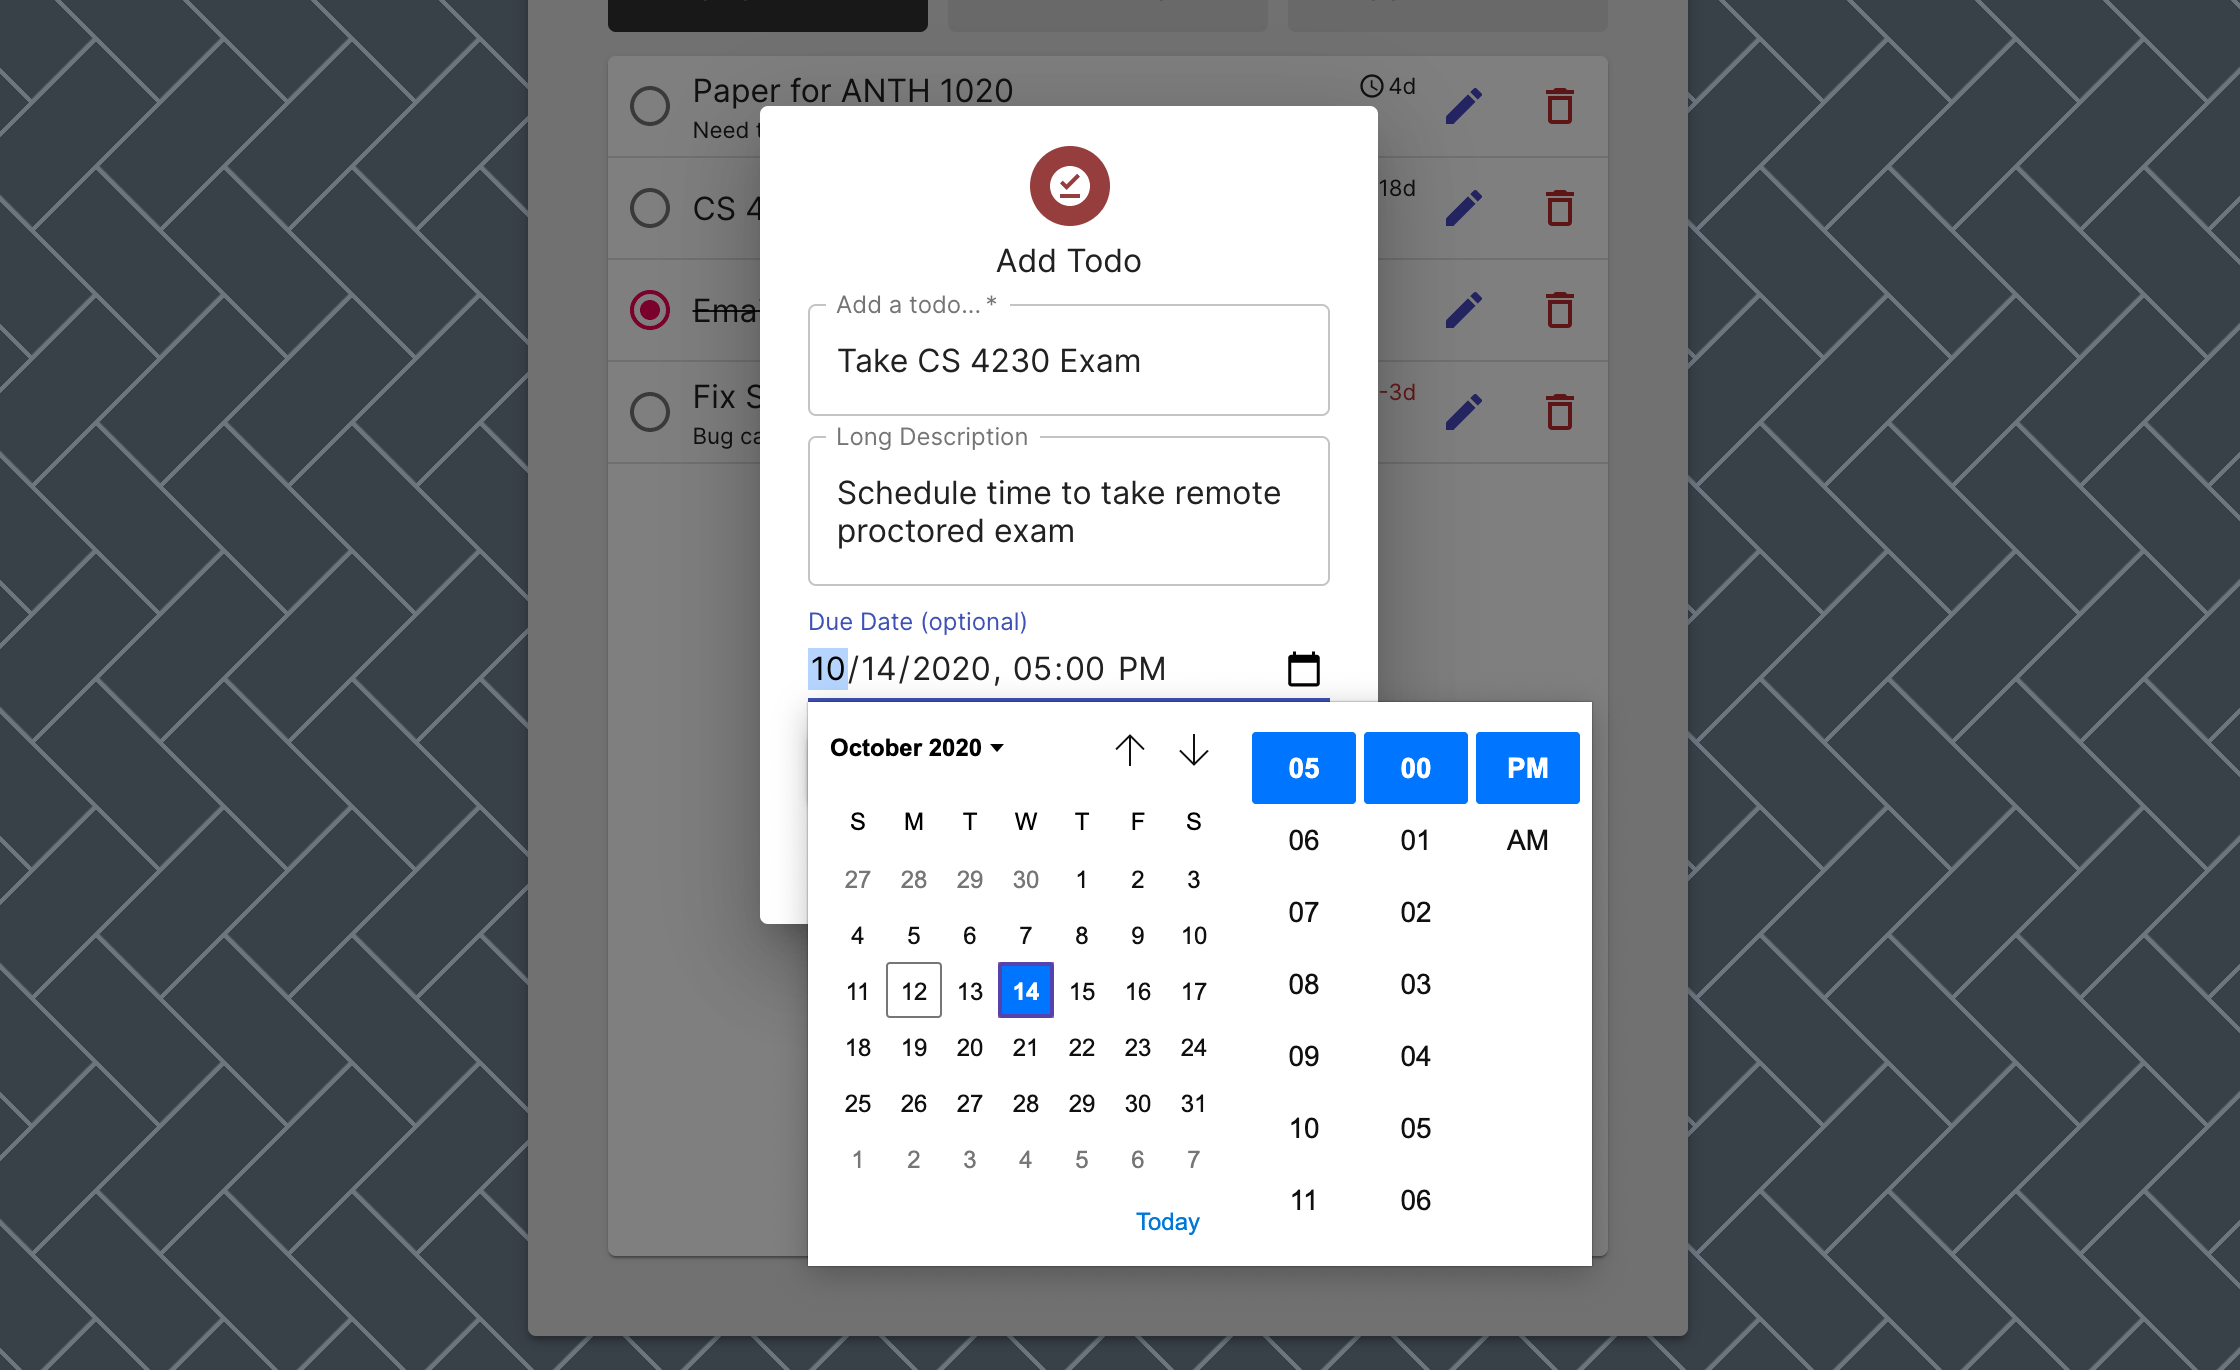 Paper for ANTH 1020
4d
Need
18d
CS 4
Add Todo
Add a todo... *
Take CS 4230 Exam
Emai
Fix S
-3d
Bug ca
Long Description
Schedule time to take remote
proctored exam
Due Date (optional)
10/14/2020, 05:00 PM
October 2020
S M T W T F S
27 28 29 30 1 2 3
4 5 6 7 8 9 10
11 12 13 14 15 16 17
18 19 20 21 22 23 24
25 26 27 28 29 30 31
1 2 3 4 5 6 7
Today
05 00 PM
06 01 AM
07 02
08 03
09 04
10 05
11 06